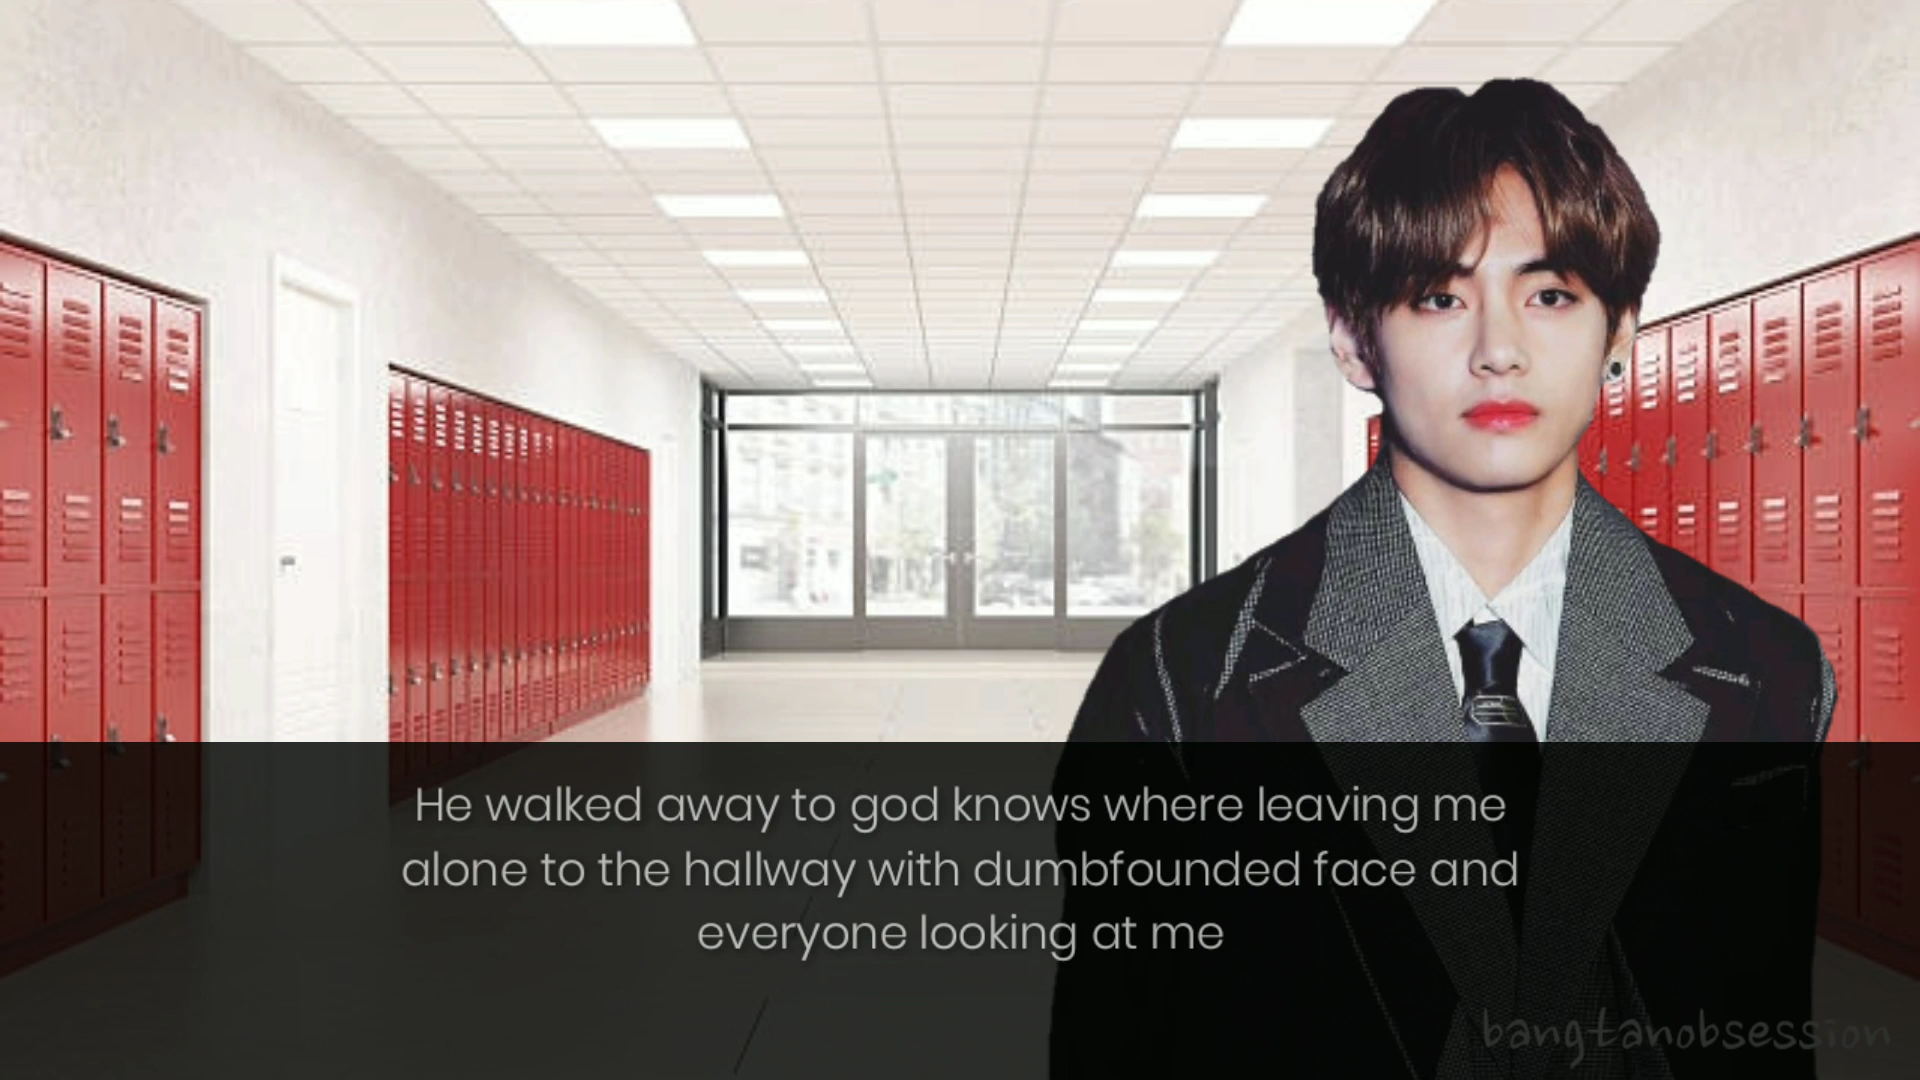 He walked away to god knows where leaving me
alone to the hallway with dumbfounded face and
everyone looking at me
bangtanobsession